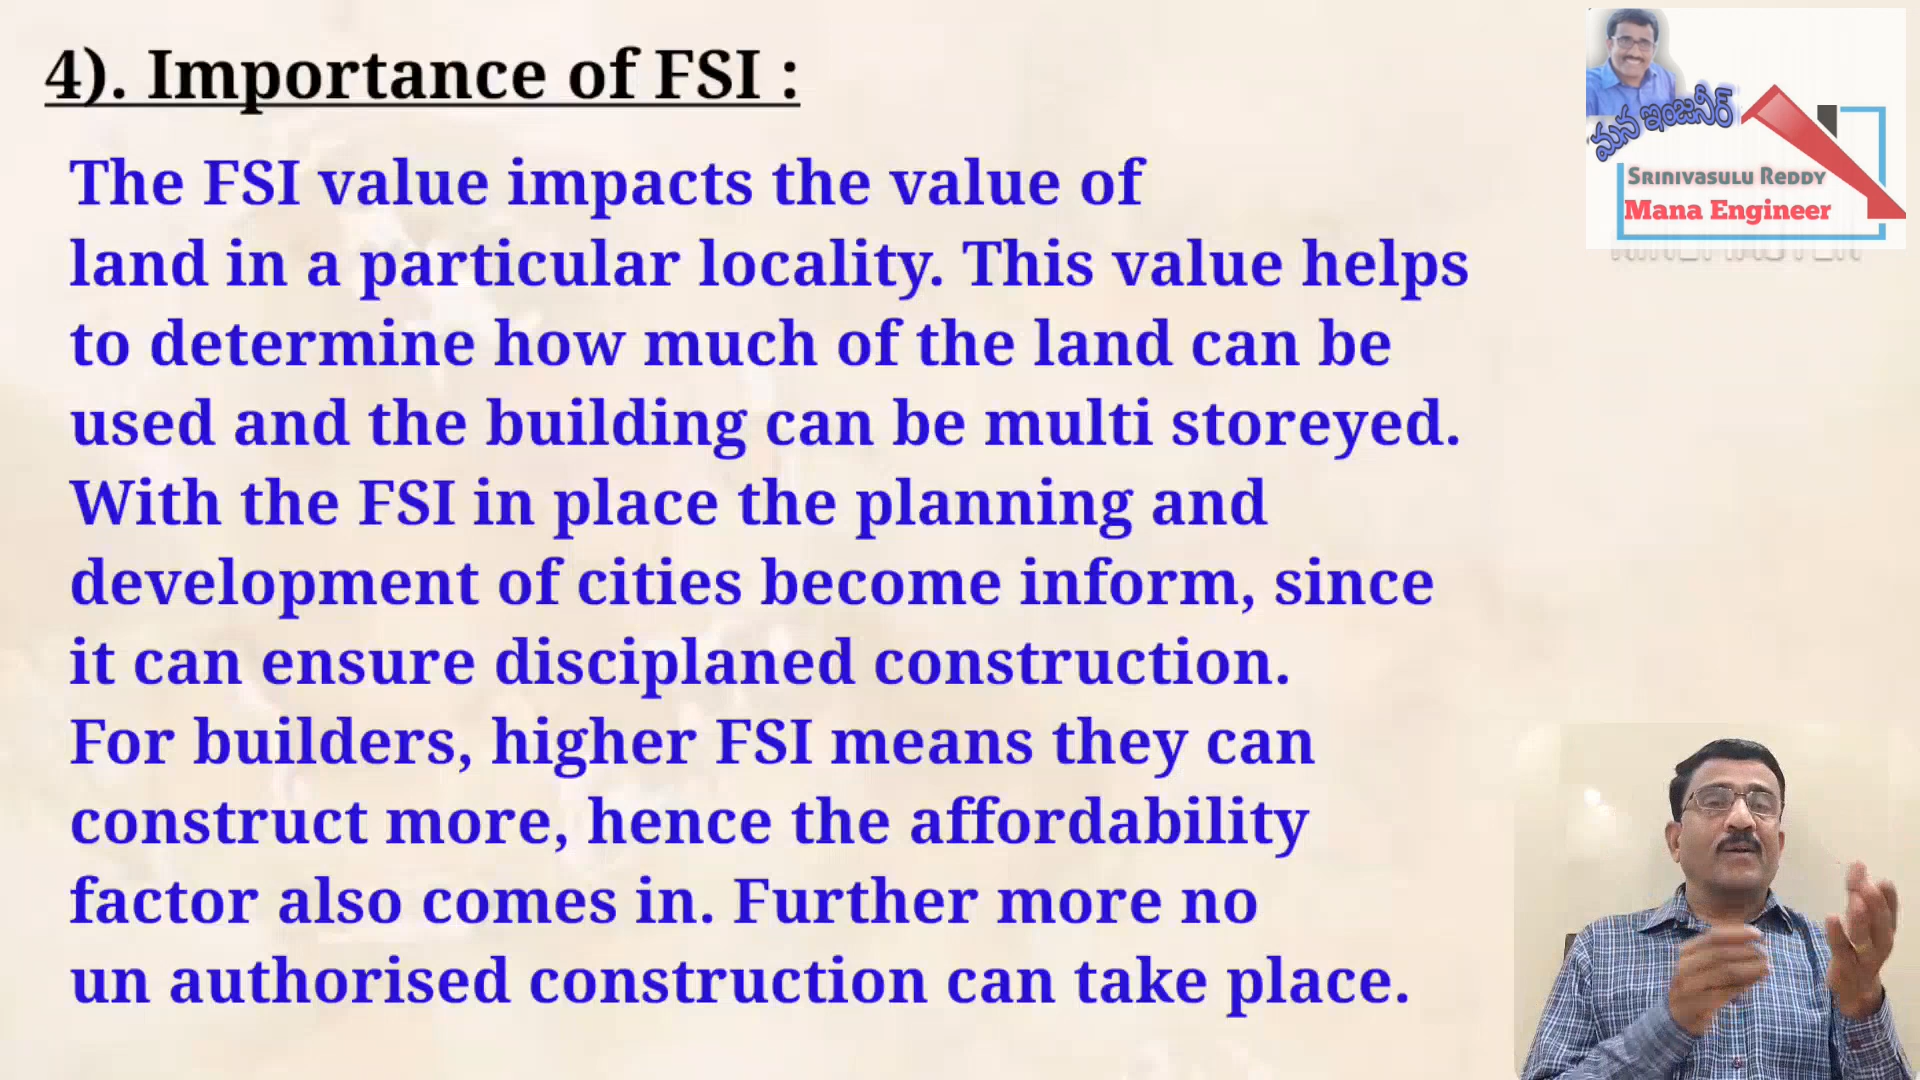 4). Importance of FSI :
The FSI value impacts the value of
land in a particular locality. This value helps
to determine how much of the land can be
used and the building can be multi storeyed.
With the FSI in place the planning and
development of cities become inform, since
it can ensure disciplaned construction.
For builders, higher FSI means they can
construct more, hence the affordability
factor also comes in. Further more no
un authorised construction can take place.
మన ఇంజనీర్
Srinivasulu Reddy
Mana Engineer